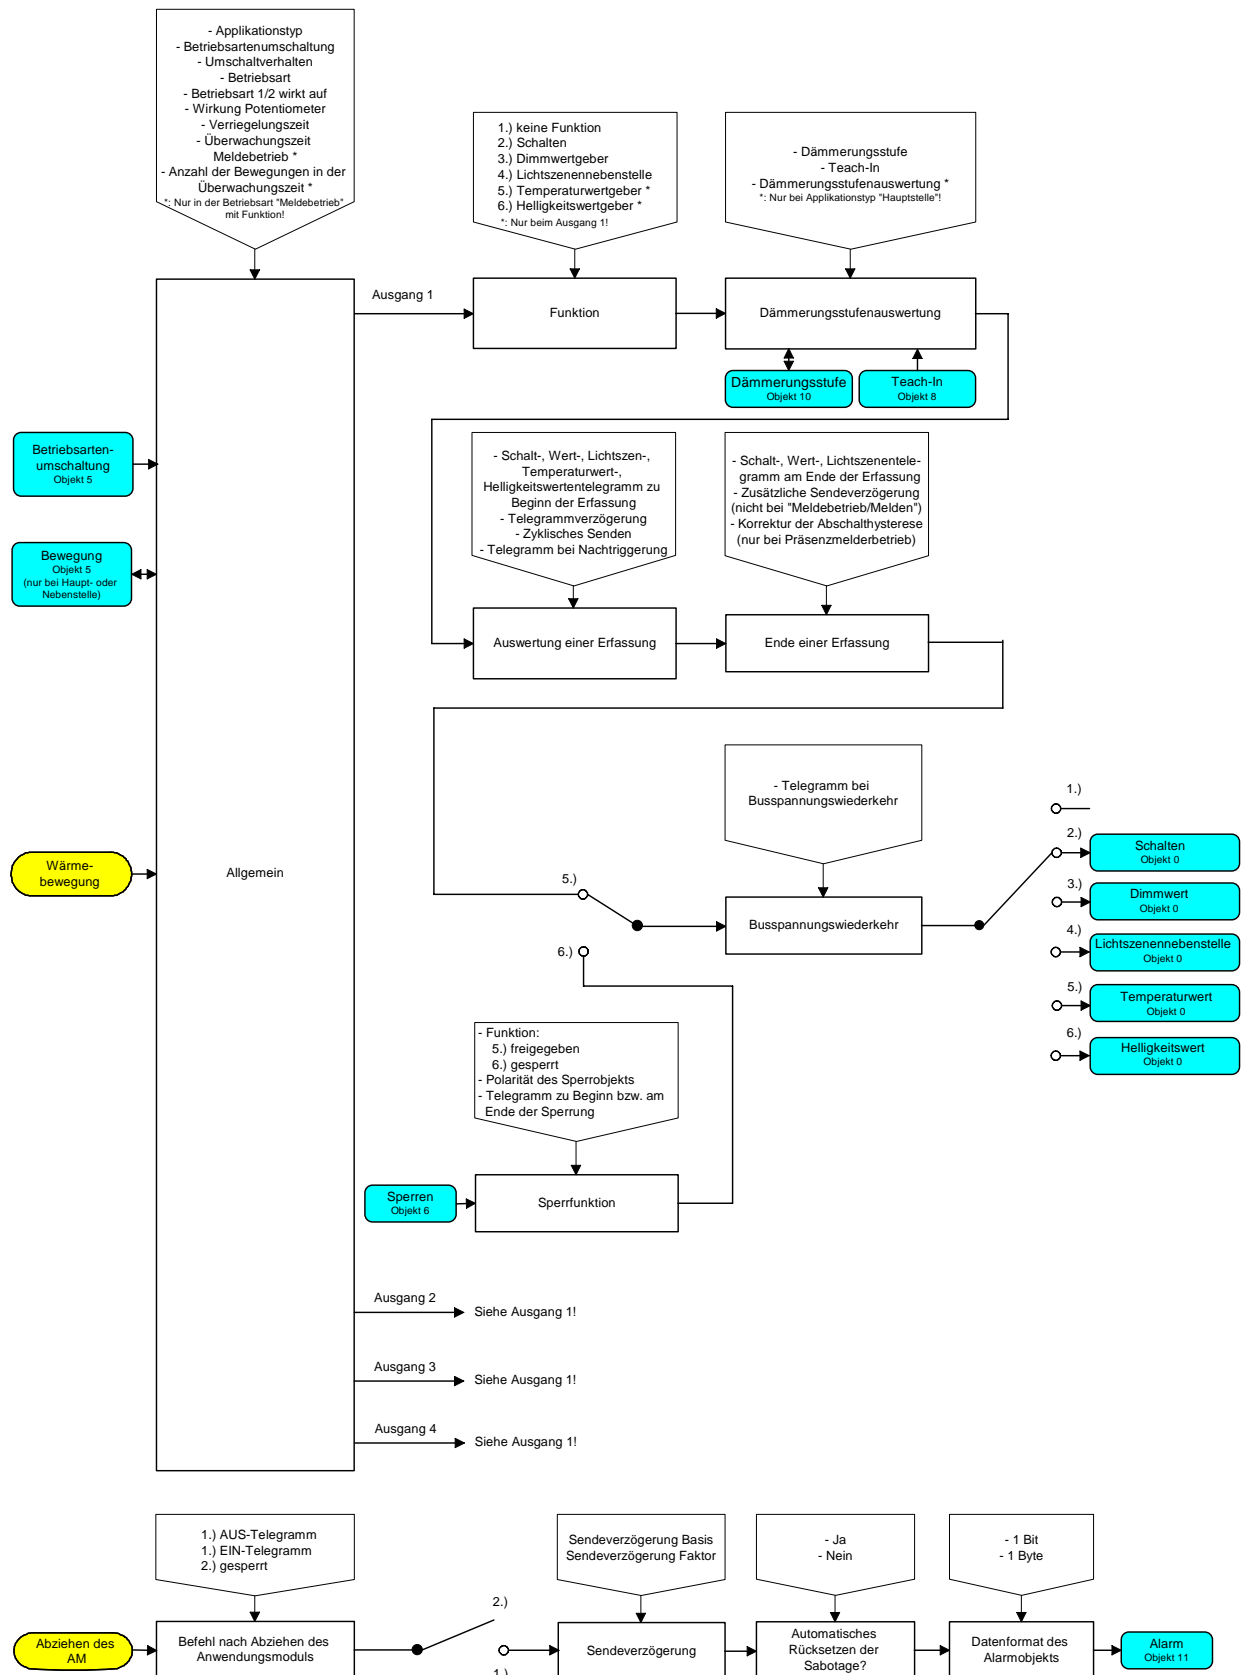 - Applikationstyp
- Betriebsartenumschaltung
- Umschaltverhalten
- Betriebsart
- Betriebsart 1/2 wirkt auf
- Wirkung Potentiometer
- Verriegelungszeit
- Überwachungszeit
Meldebetrieb *
- Anzahl der Bewegungen in der
Überwachungszeit *
*: Nur in der Betriebsart "Meldebetrieb"
mit Funktion!
1.) keine Funktion
2.) Schalten
3.) Dimmwertgeber
4.) Lichtszenennebenstelle
5.) Temperaturwertgeber *
6.) Helligkeitswertgeber *
*: Nur beim Ausgang 1!
- Dämmerungsstufe
- Teach-In
- Dämmerungsstufenauswertung *
*: Nur bei Applikationstyp "Hauptstelle"!
Ausgang 1
Funktion
Dämmerungsstufenauswertung
Dämmerungsstufe
Objekt 10
Teach-In
Objekt 8
Betriebsarten-
umschaltung
Objekt 5
- Schalt-, Wert-, Lichtszen-,
Temperaturwert-,
Helligkeitswertentelegramm zu
Beginn der Erfassung
- Telegrammverzögerung
- Zyklisches Senden
- Telegramm bei Nachtriggerung
- Schalt-, Wert-, Lichtszenentele-
gramm am Ende der Erfassung
- Zusätzliche Sendeverzögerung
(nicht bei "Meldebetrieb/Melden")
- Korrektur der Abschalthysterese
(nur bei Präsenzmelderbetrieb)
Bewegung
Objekt 5
(nur bei Haupt- oder
Nebenstelle)
Auswertung einer Erfassung
Ende einer Erfassung
- Telegramm bei
Busspannungswiederkehr
1.)
2.)
Schalten
Objekt 0
Wärme-
bewegung
Allgemein
5.)
3.)
Dimmwert
Objekt 0
Busspannungswiederkehr
6.)
4.)
Lichtszenennebenstelle
Objekt 0
5.)
Temperaturwert
Objekt 0
6.)
Helligkeitswert
Objekt 0
- Funktion:
5.) freigegeben
6.) gesperrt
- Polarität des Sperrobjekts
- Telegramm zu Beginn bzw. am
Ende der Sperrung
Sperren
Objekt 6
Sperrfunktion
Ausgang 2
Siehe Ausgang 1!
Ausgang 3
Siehe Ausgang 1!
Ausgang 4
Siehe Ausgang 1!
1.) AUS-Telegramm
1.) EIN-Telegramm
2.) gesperrt
Sendeverzögerung Basis
Sendeverzögerung Faktor
- Ja
- Nein
- 1 Bit
- 1 Byte
2.)
Abziehen des
AM
Befehl nach Abziehen des
Anwendungsmoduls
1.)
Sendeverzögerung
Automatisches
Rücksetzen der
Sabotage?
Datenformat des
Alarmobjekts
Alarm
Objekt 11